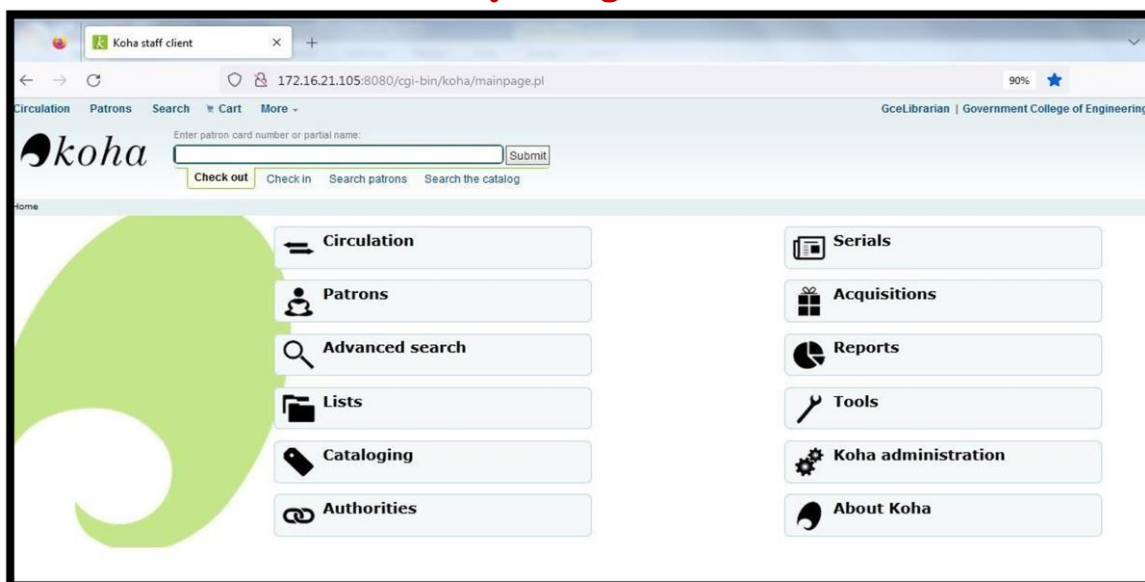 Koha staff client
172.16.21.105:8080/cgi-bin/koha/mainpage.pl 90%
Circulation Patrons Search Cart More GceLibrarian | Government College of Engineering
koha
Enter patron card number or partial name:
Submit
Check out Check in Search patrons Search the catalog
Home
Circulation Serials
Patrons Acquisitions
Advanced search Reports
Lists Tools
Cataloging Koha administration
Authorities About Koha